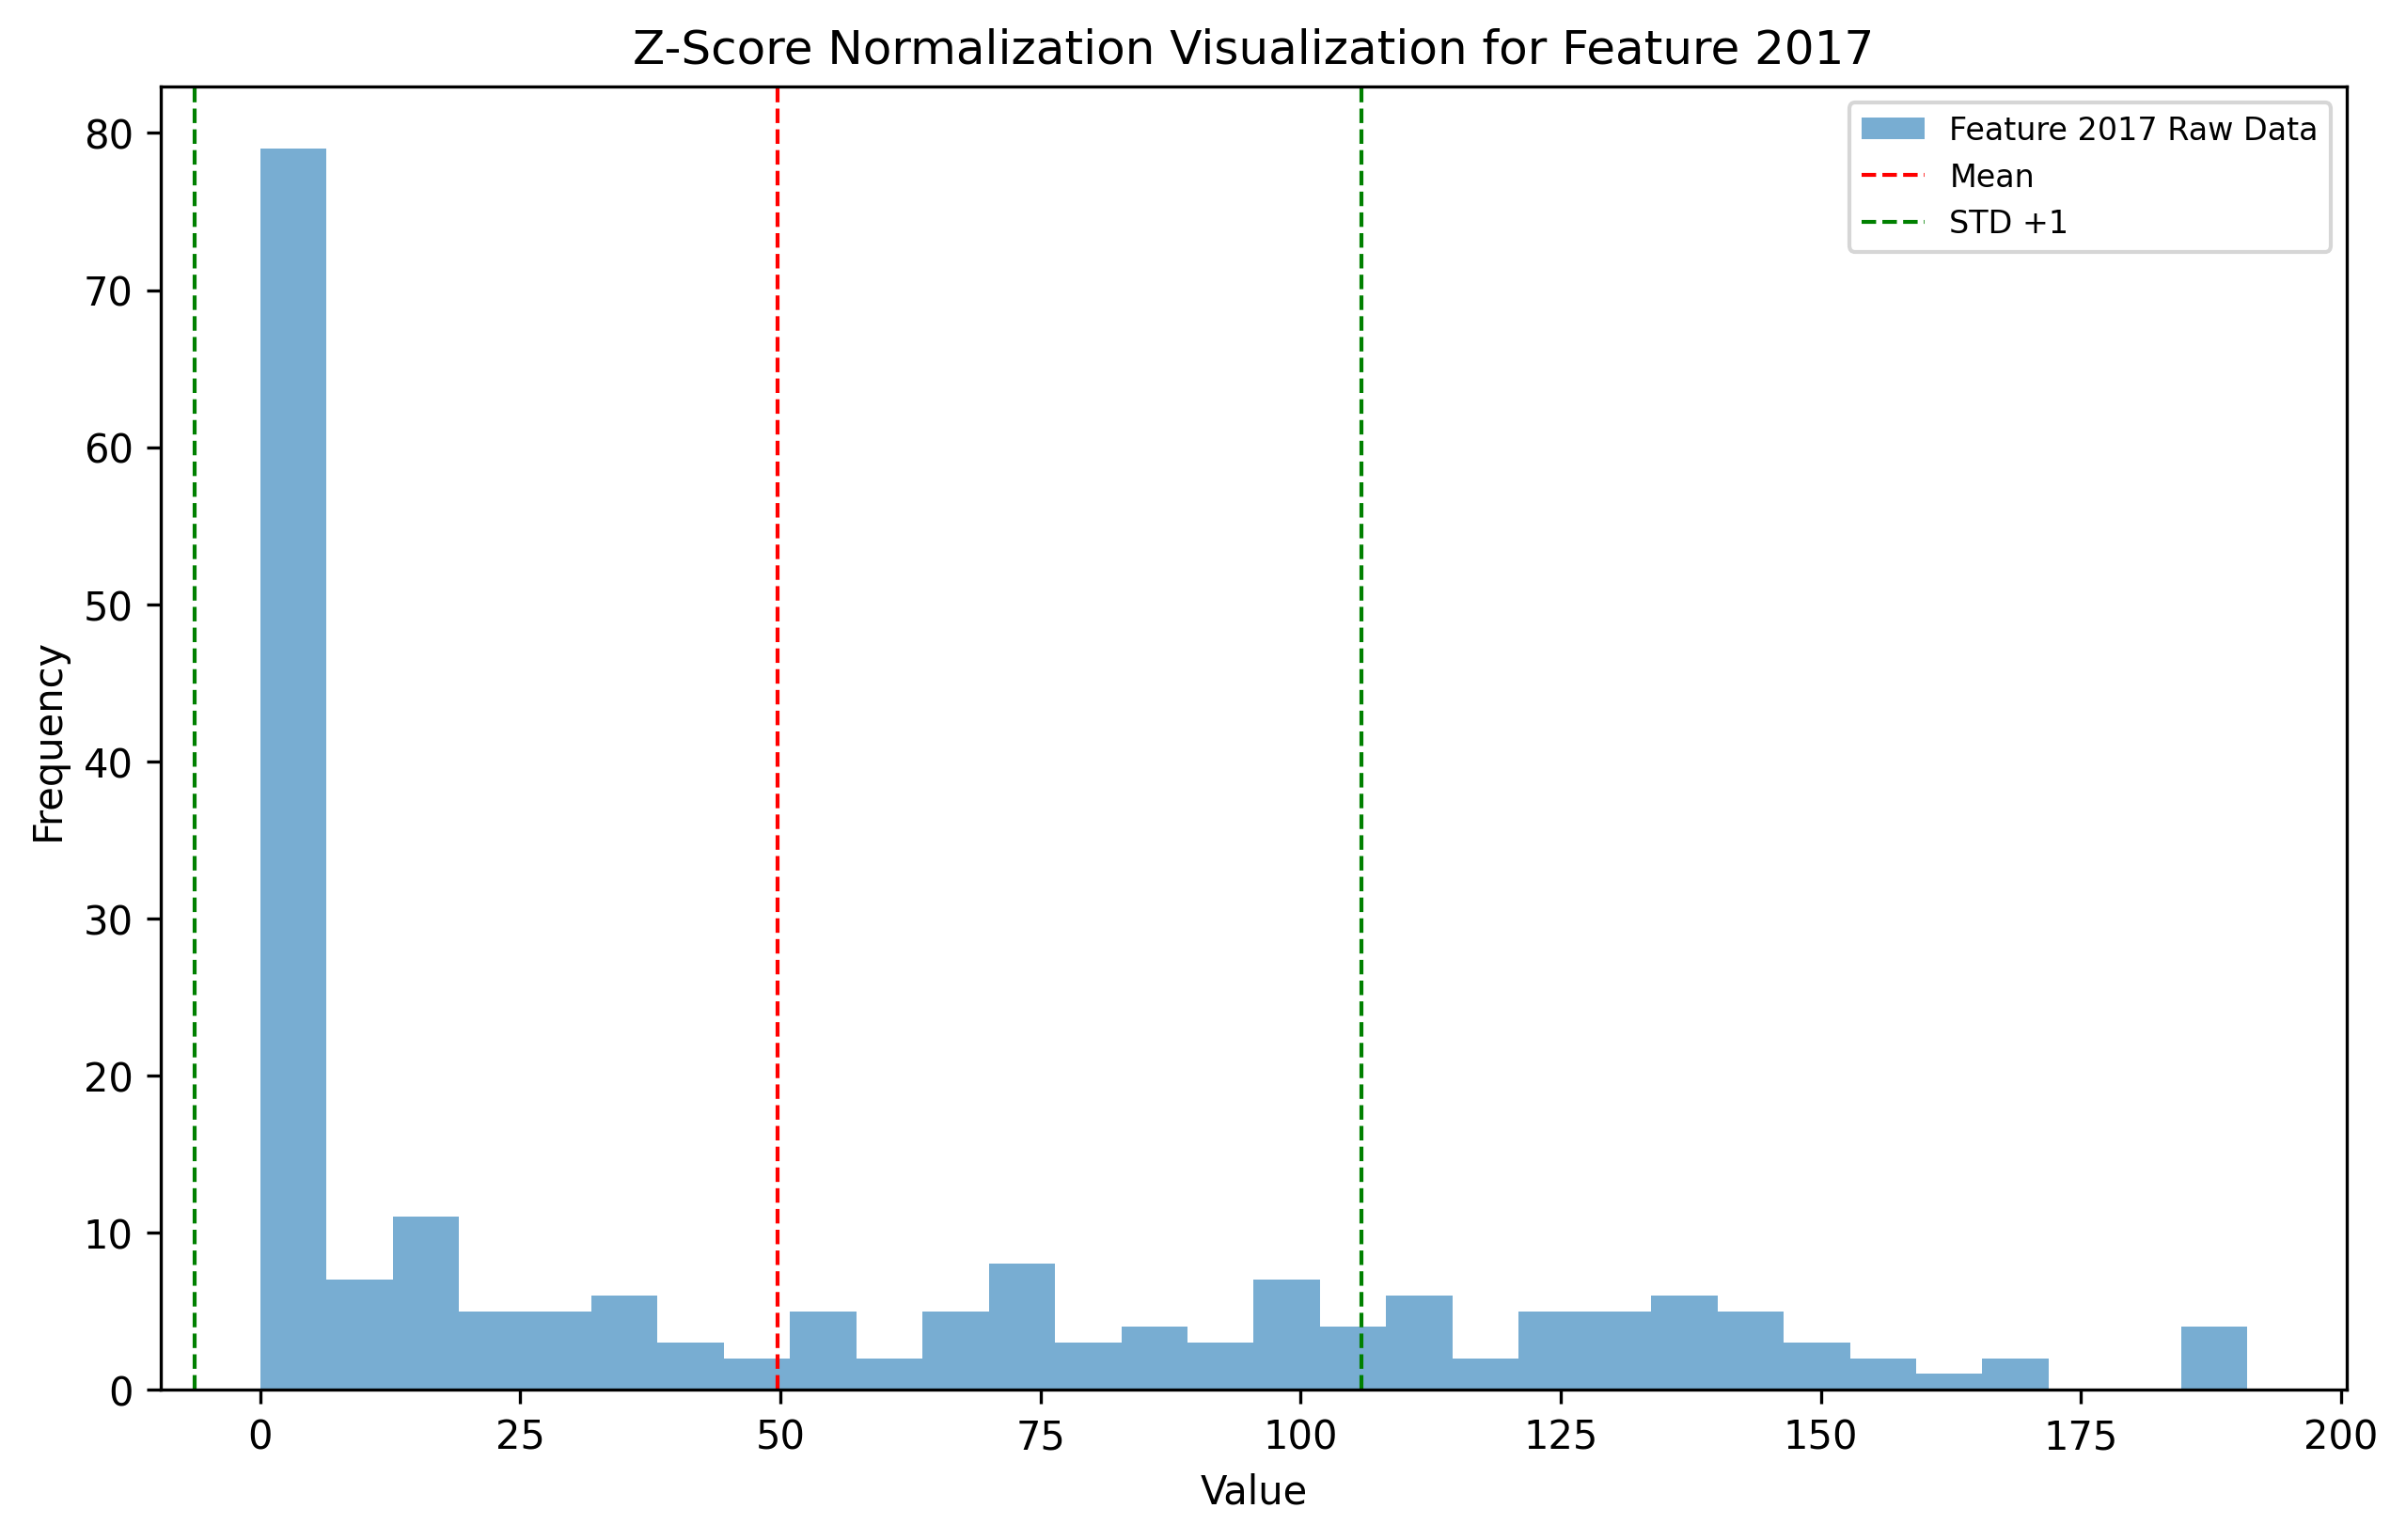 Z-Score Normalization Visualization for Feature 2017
Feature 2017 Raw Data
Mean
STD +1
80
70
60
50
40
30
20
10
0
Frequency
0 25 50 75 100 125 150 175 200
Value